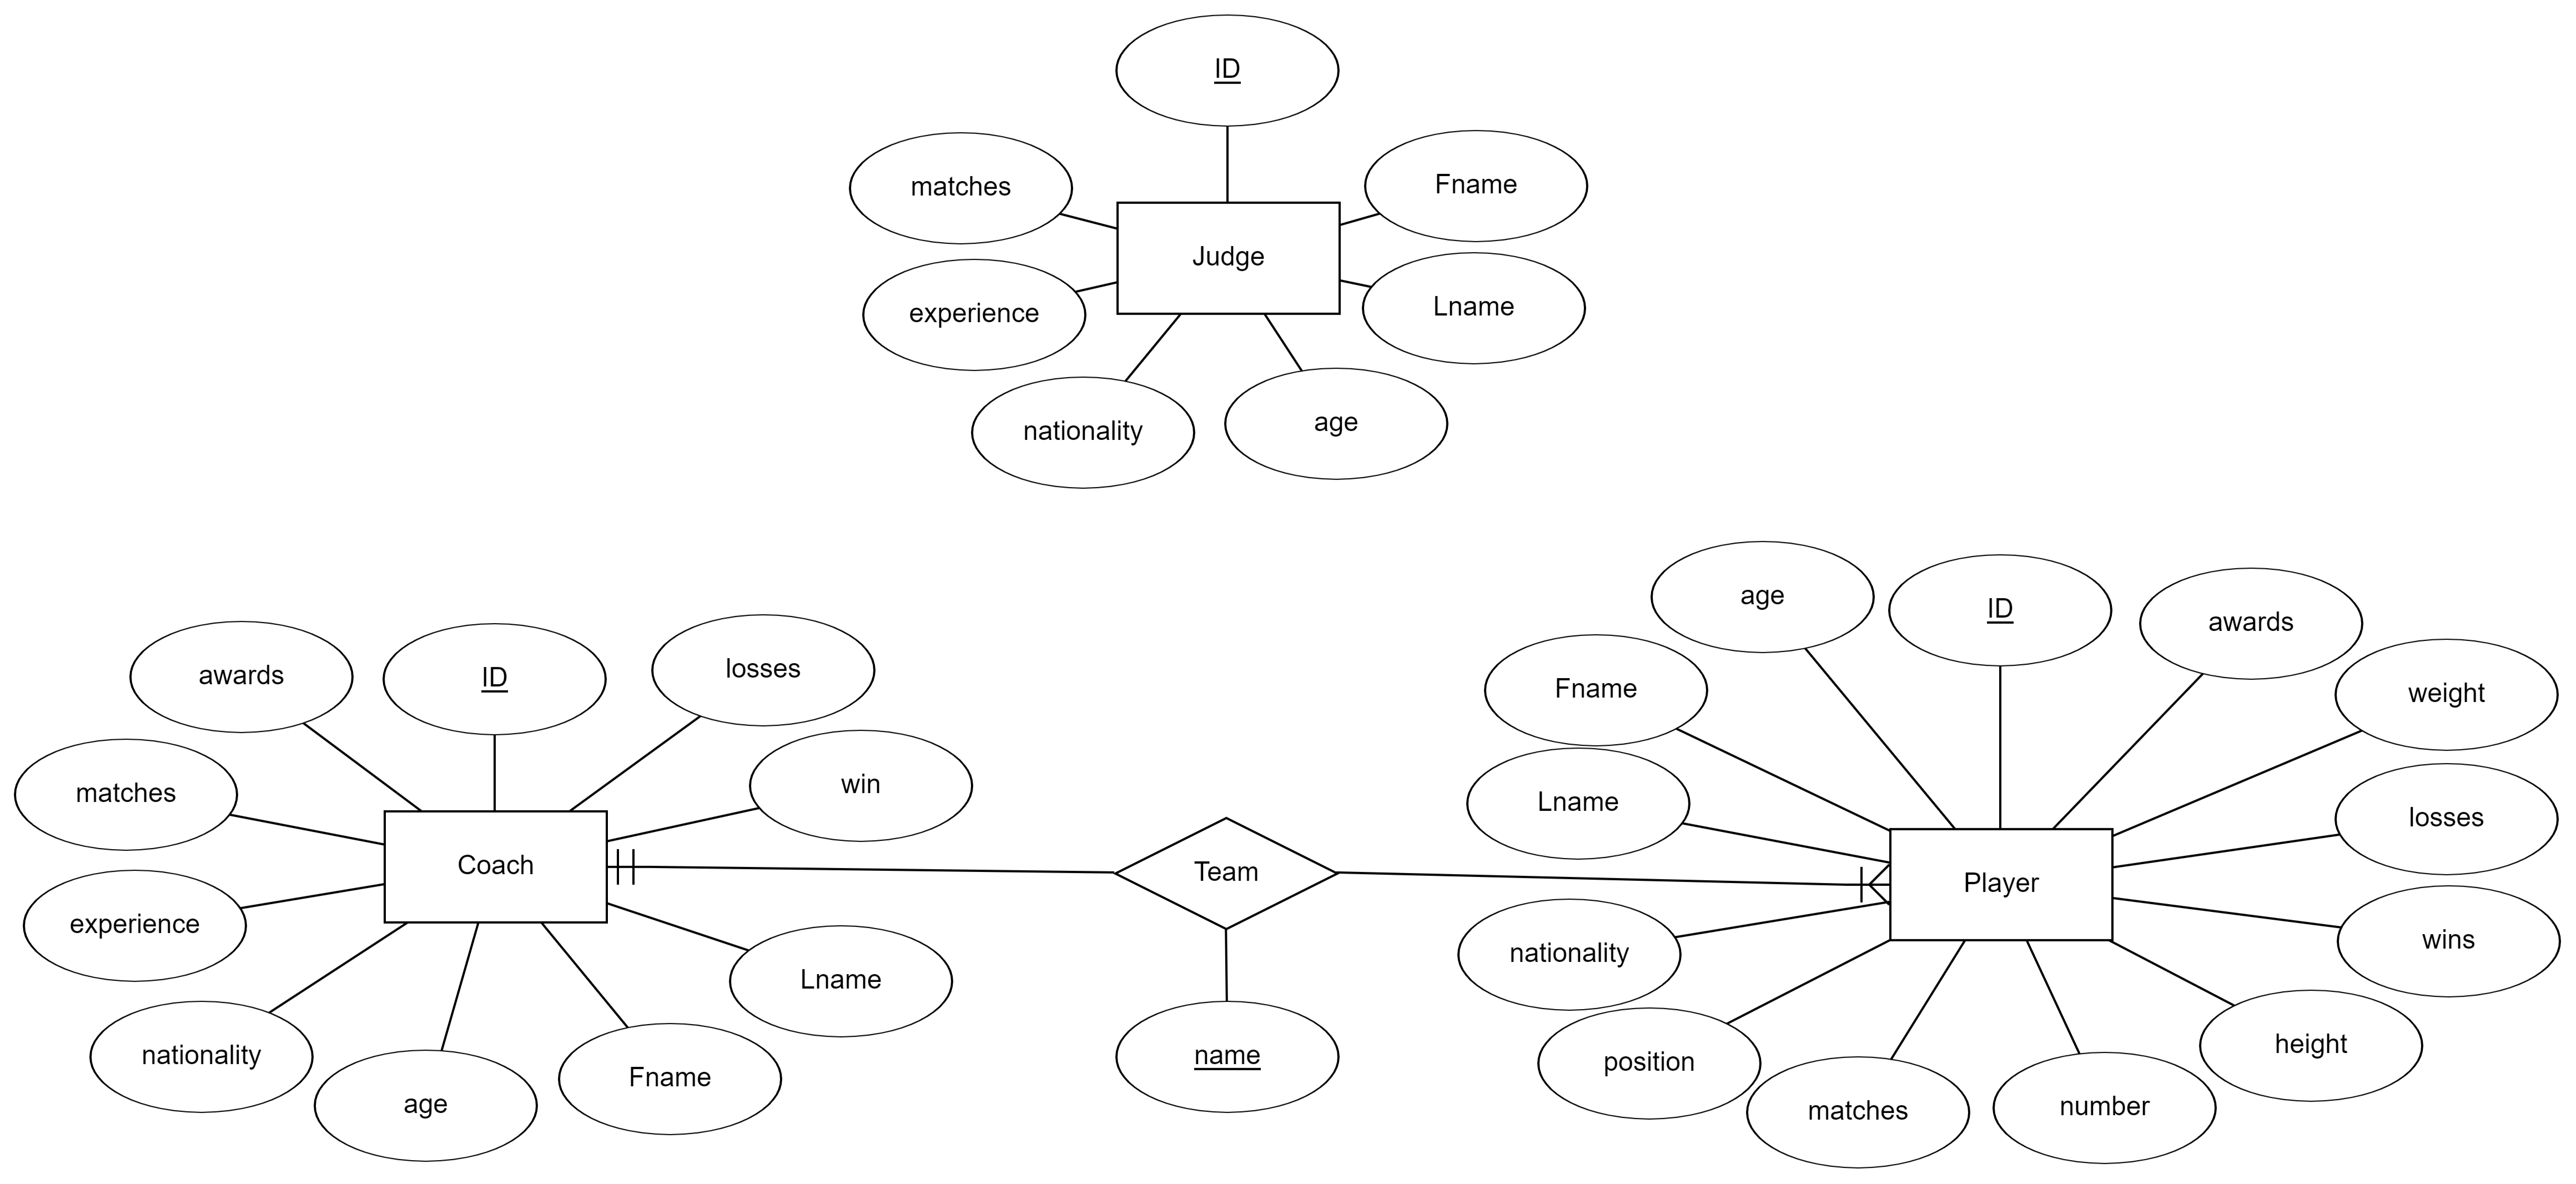 ID
matches
Fname
Judge
experience
Lname
nationality
age
awards
ID
losses
matches
win
Coach
experience
Lname
nationality
age
Fname
Team
name
age
ID
awards
Fname
weight
Lname
losses
Player
nationality
wins
position
matches
number
height